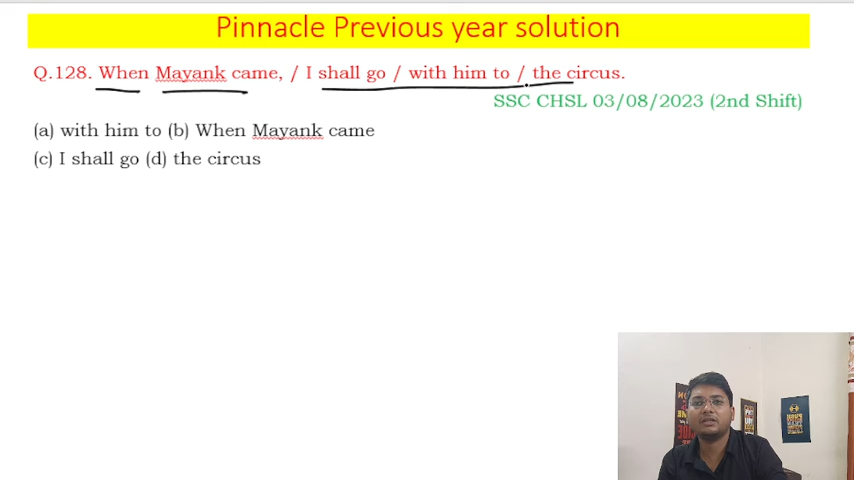 Pinnacle Previous year solution
Q.128. When Mayank came, / I shall go / with him to / the circus.
SSC CHSL 03/08/2023 (2nd Shift)
(a) with him to (b) When Mayank came
(c) I shall go (d) the circus